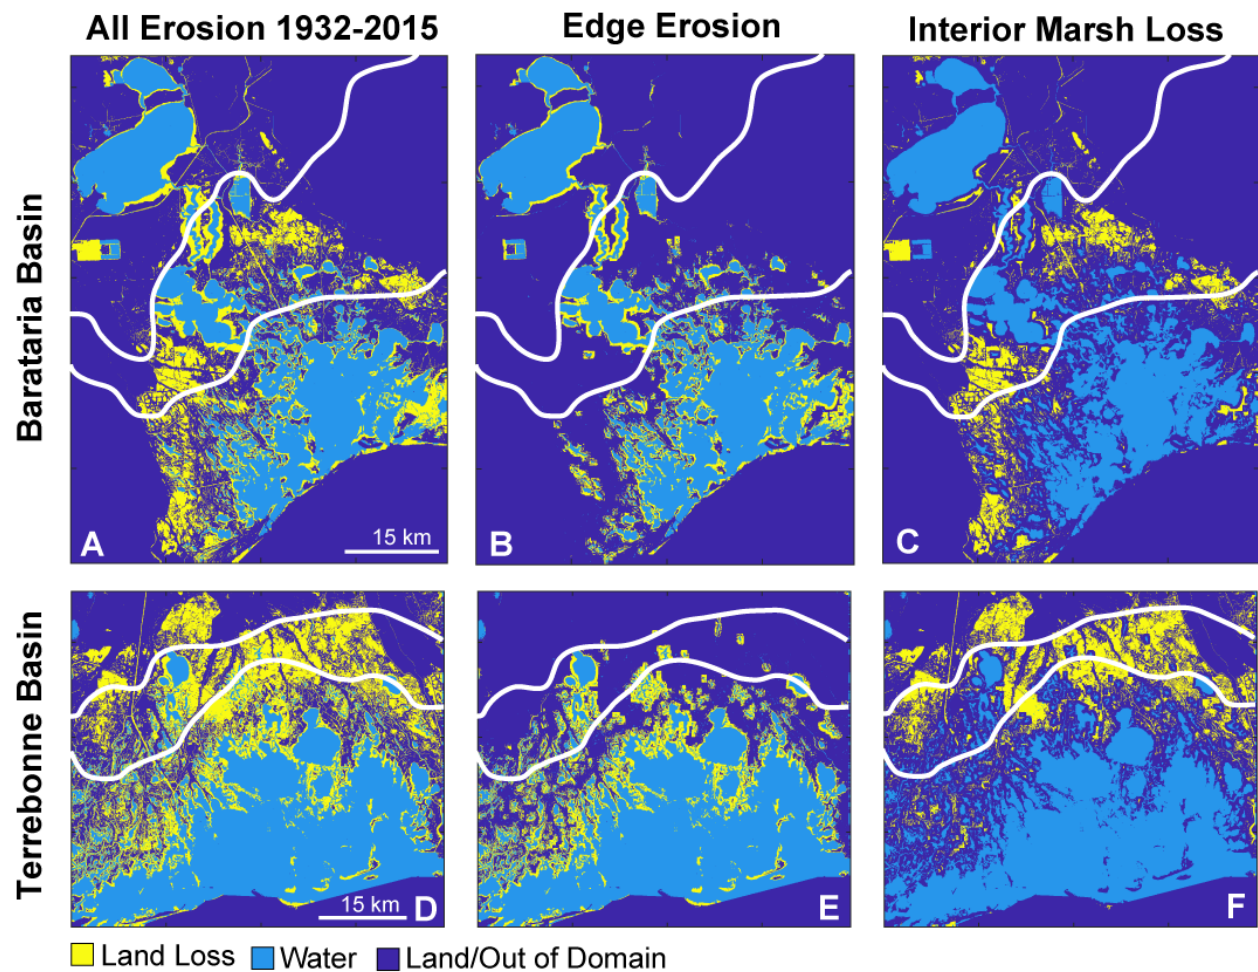 All Erosion 1932-2015
Edge Erosion
Interior Marsh Loss
Barataria Basin
A
15 km
B
C
Terrebonne Basin
15 km
D
E
F
Land Loss
Water
Land/Out of Domain